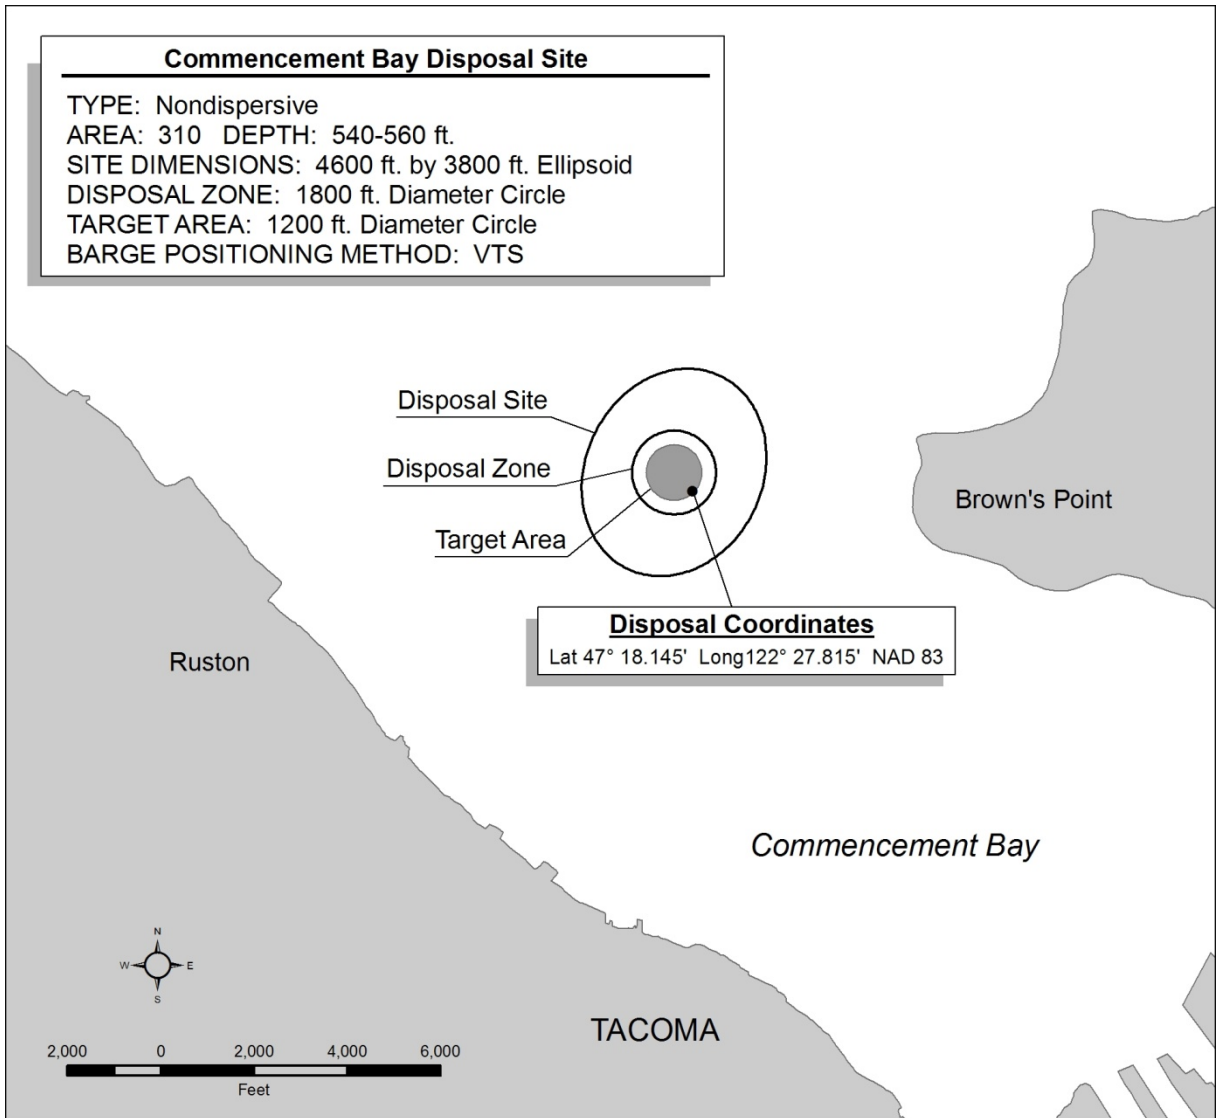 Commencement Bay Disposal Site
TYPE: Nondispersive
AREA: 310 DEPTH: 540-560 ft.
SITE DIMENSIONS: 4600 ft. by 3800 ft. Ellipsoid
DISPOSAL ZONE: 1800 ft. Diameter Circle
TARGET AREA: 1200 ft. Diameter Circle
BARGE POSITIONING METHOD: VTS
Disposal Site
Disposal Zone
Brown's Point
Target Area
Disposal Coordinates
Lat 47° 18.145' Long122° 27.815' NAD 83
Ruston
Commencement Bay
N
W E
S
TACOMA
2,000 0 2,000 4,000 6,000
Feet